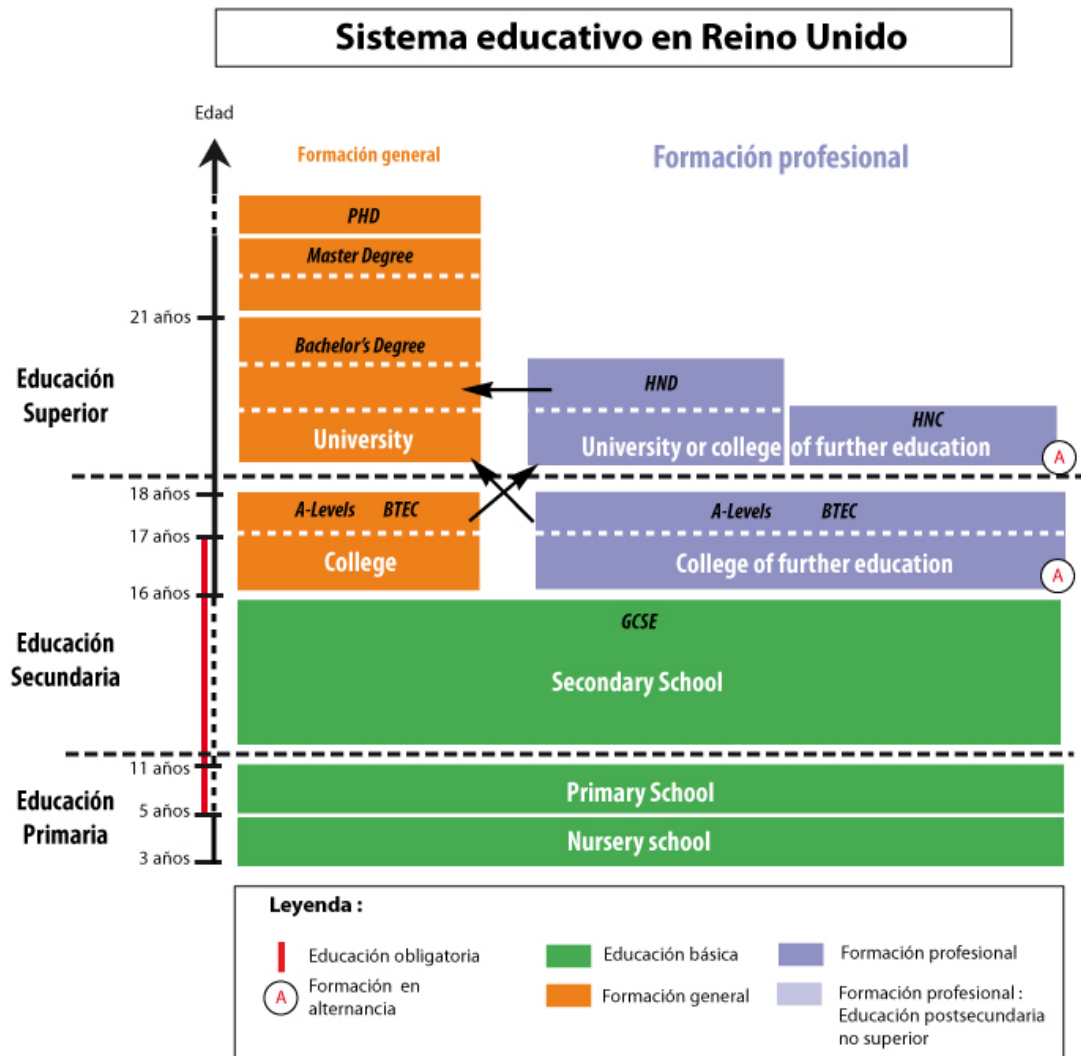 Sistema educativo en Reino Unido
Edad
Formación general
Formación profesional
PHD
Master Degree
21 años
Bachelor's Degree
Educación
Superior
HND
HNC
University
University or college of further education
A
18 años
A-Levels BTEC
A-Levels BTEC
17 años
College
College of further education
A
16 años
GCSE
Educación
Secundaria
Secondary School
11 años
Primary School
Educación
Primaria
5 años
Nursery school
3 años
Leyenda :
Educación obligatoria
A
Formación en
alternancia
Educación básica
Formación general
Formación profesional
Formación profesional :
Educación postsecundaria
no superior